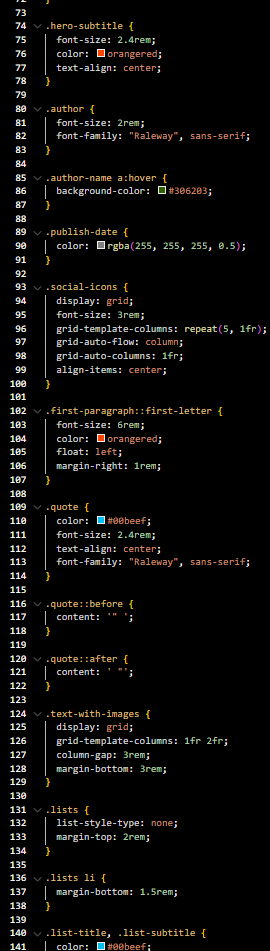 72 }
73
74 .hero-subtitle {
75 font-size: 2.4rem;
76 color: orangered;
77 text-align: center;
78 }
79
80 .author {
81 font-size: 2rem;
82 font-family: "Raleway", sans-serif;
83 }
84
85 .author-name a:hover {
86 background-color: #306203;
87 }
88
89 .publish-date {
90 color: rgba(255, 255, 255, 0.5);
91 }
92
93 .social-icons {
94 display: grid;
95 font-size: 3rem;
96 grid-template-columns: repeat(5, 1fr);
97 grid-auto-flow: column;
98 grid-auto-columns: 1fr;
99 align-items: center;
100 }
101
102 .first-paragraph::first-letter {
103 font-size: 6rem;
104 color: orangered;
105 float: left;
106 margin-right: 1rem;
107 }
108
109 .quote {
110 color: #00beef;
111 font-size: 2.4rem;
112 text-align: center;
113 font-family: "Raleway", sans-serif;
114 }
115
116 .quote::before {
117 content: '" ';
118 }
119
120 .quote::after {
121 content: ' "';
122 }
123
124 .text-with-images {
125 display: grid;
126 grid-template-columns: 1fr 2fr;
127 column-gap: 3rem;
128 margin-bottom: 3rem;
129 }
130
131 .lists {
132 list-style-type: none;
133 margin-top: 2rem;
134 }
135
136 .lists li {
137 margin-bottom: 1.5rem;
138 }
139
140 .list-title, .list-subtitle {
141 color: #00beef;